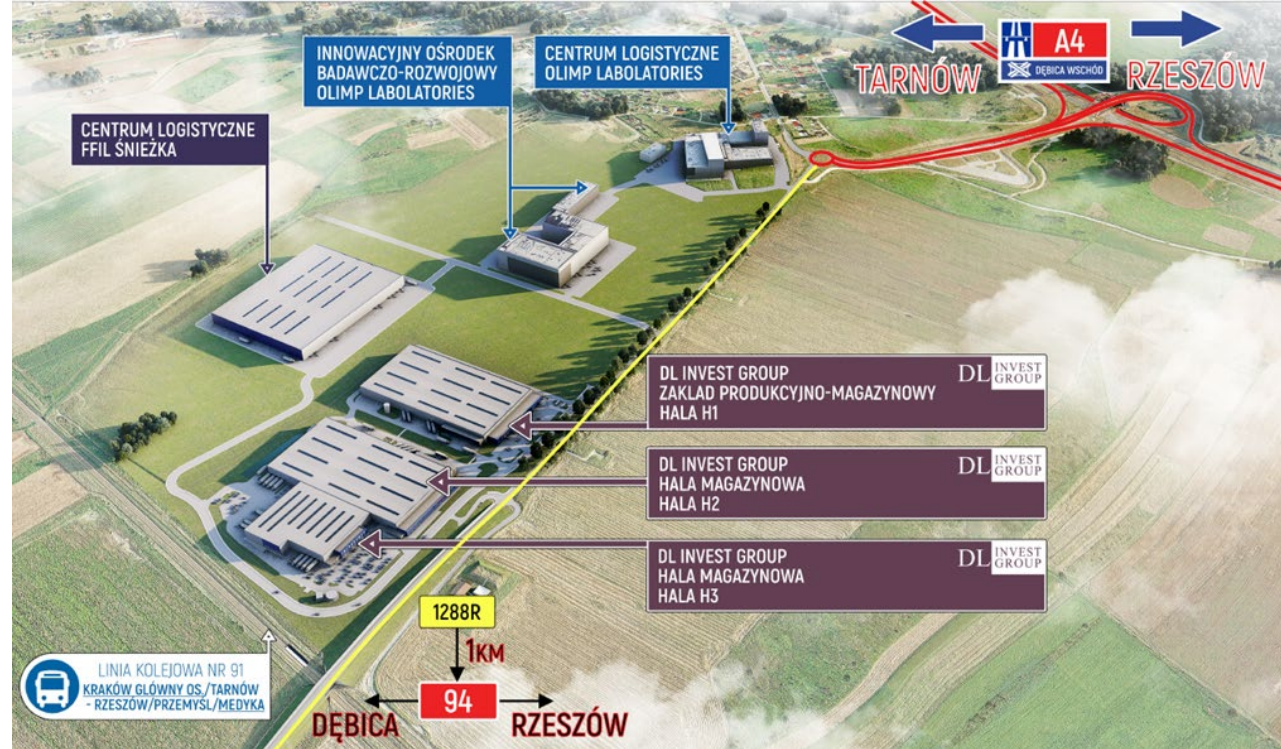 INNOWACYJNY OŚRODEK
BADAWCZO-ROZWOJOWY
OLIMP LABOLATORIES
CENTRUM LOGISTYCZNE
OLIMP LABOLATORIES
A4
DĘBICA WSCHÓD
TARNÓW
RZESZÓW
CENTRUM LOGISTYCZNE
FFIL ŚNIEŻKA
DL INVEST GROUP
ZAKLAD PRODUKCYJNO-MAGAZYNOWY
HALA H1
DL INVEST
GROUP
DL INVEST GROUP
HALA MAGAZYNOWA
HALA H2
DL INVEST
GROUP
DL INVEST GROUP
HALA MAGAZYNOWA
HALA H3
DL INVEST
GROUP
1288R
1KM
94
DĘBICA
RZESZÓW
LINIA KOLEJOWA NR 91
KRAKÓW GLÓWNY OS./TARNÓW
- RZESZÓW/PRZEMYŚL/MEDYKA